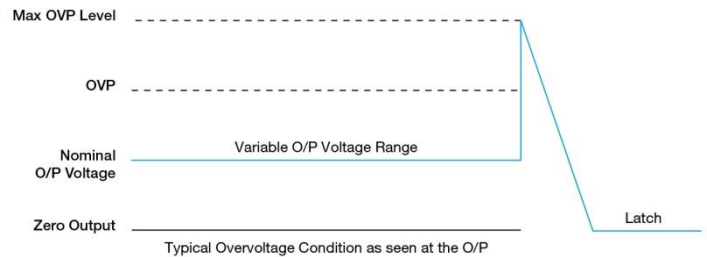 Max OVP Level
OVP
Variable O/P Voltage Range
Nominal
O/P Voltage
Zero Output
Latch
Typical Overvoltage Condition as seen at the O/P